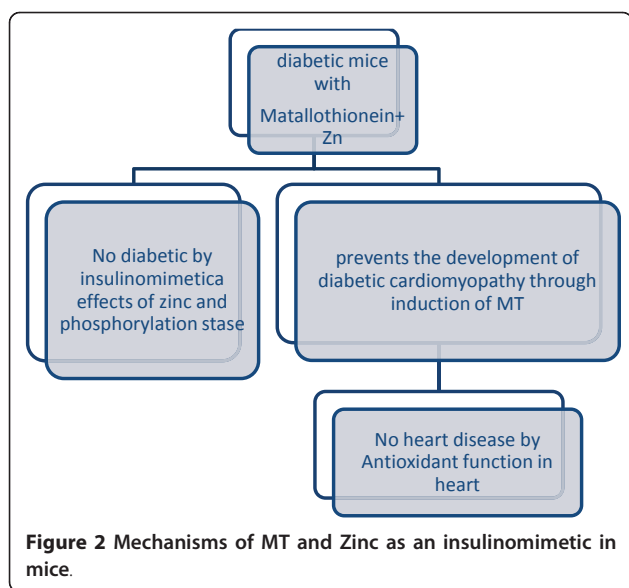 diabetic mice
with
Matallothionein+
Zn
No diabetic by
insulinomimetica
effects of zinc and
phosphorylation stase
prevents the development of
diabetic cardiomyopathy through
induction of MT
No heart disease by
Antioxidant function in
heart
Figure 2 Mechanisms of MT and Zinc as an insulinomimetic in
mice.